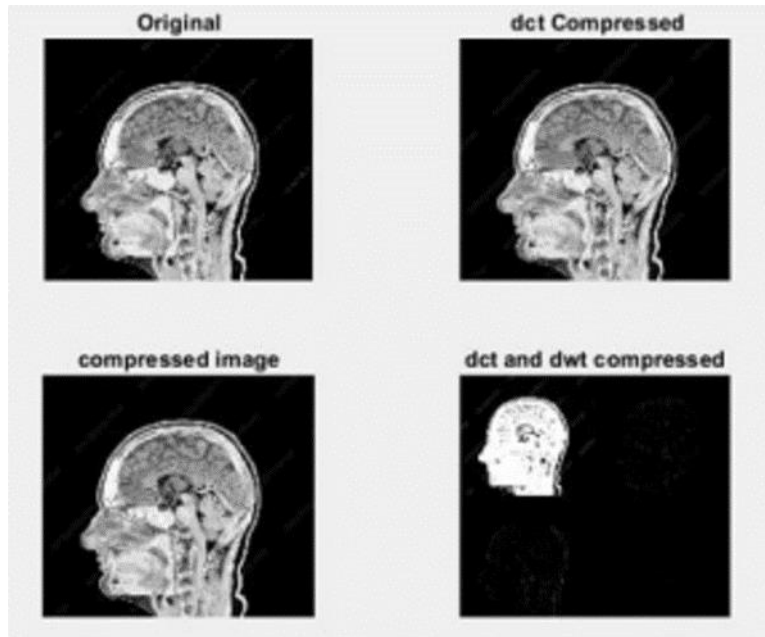 Original
dct Compressed
compressed image
dct and dwt compressed